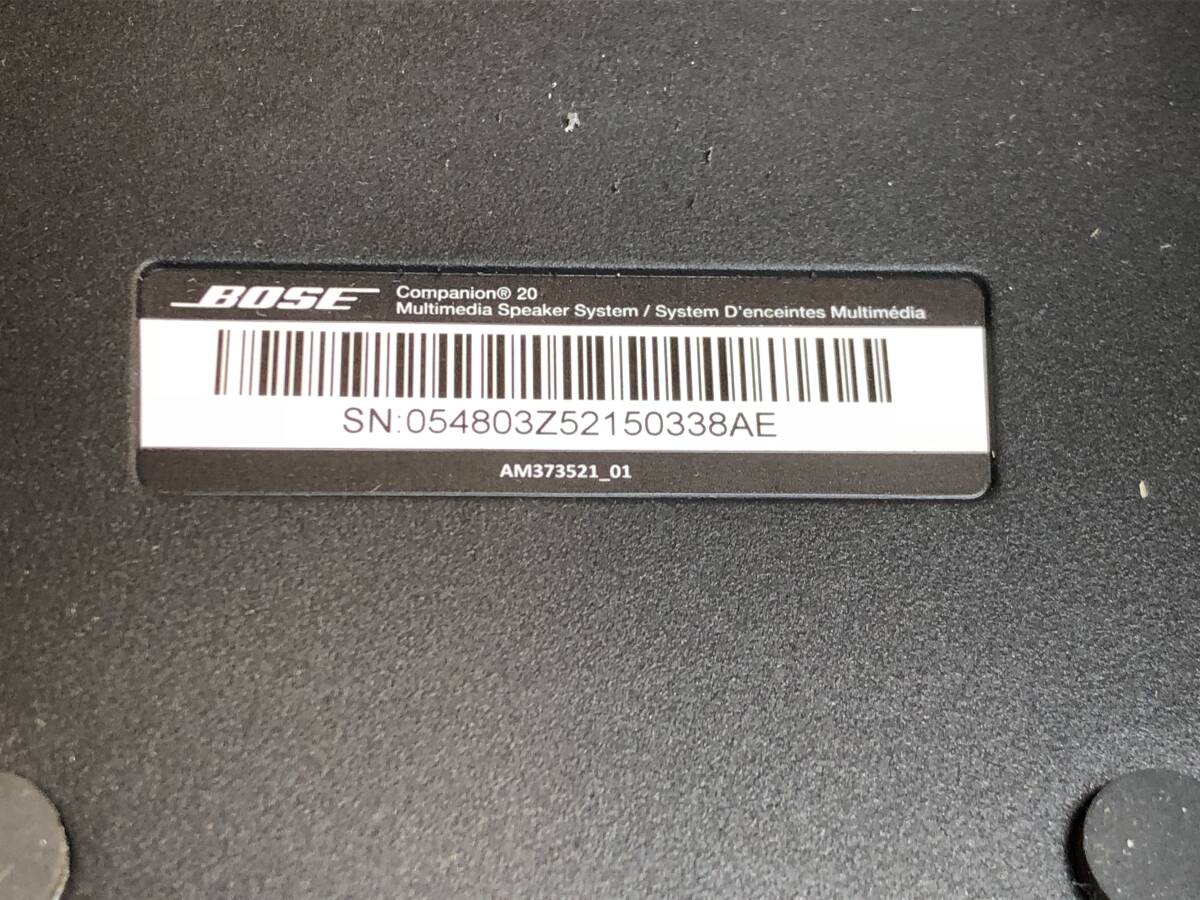 BOSE
Companion® 20
Multimedia Speaker System / System D'enceintes Multimédia
SN:054803Z52150338AE
AM373521_01